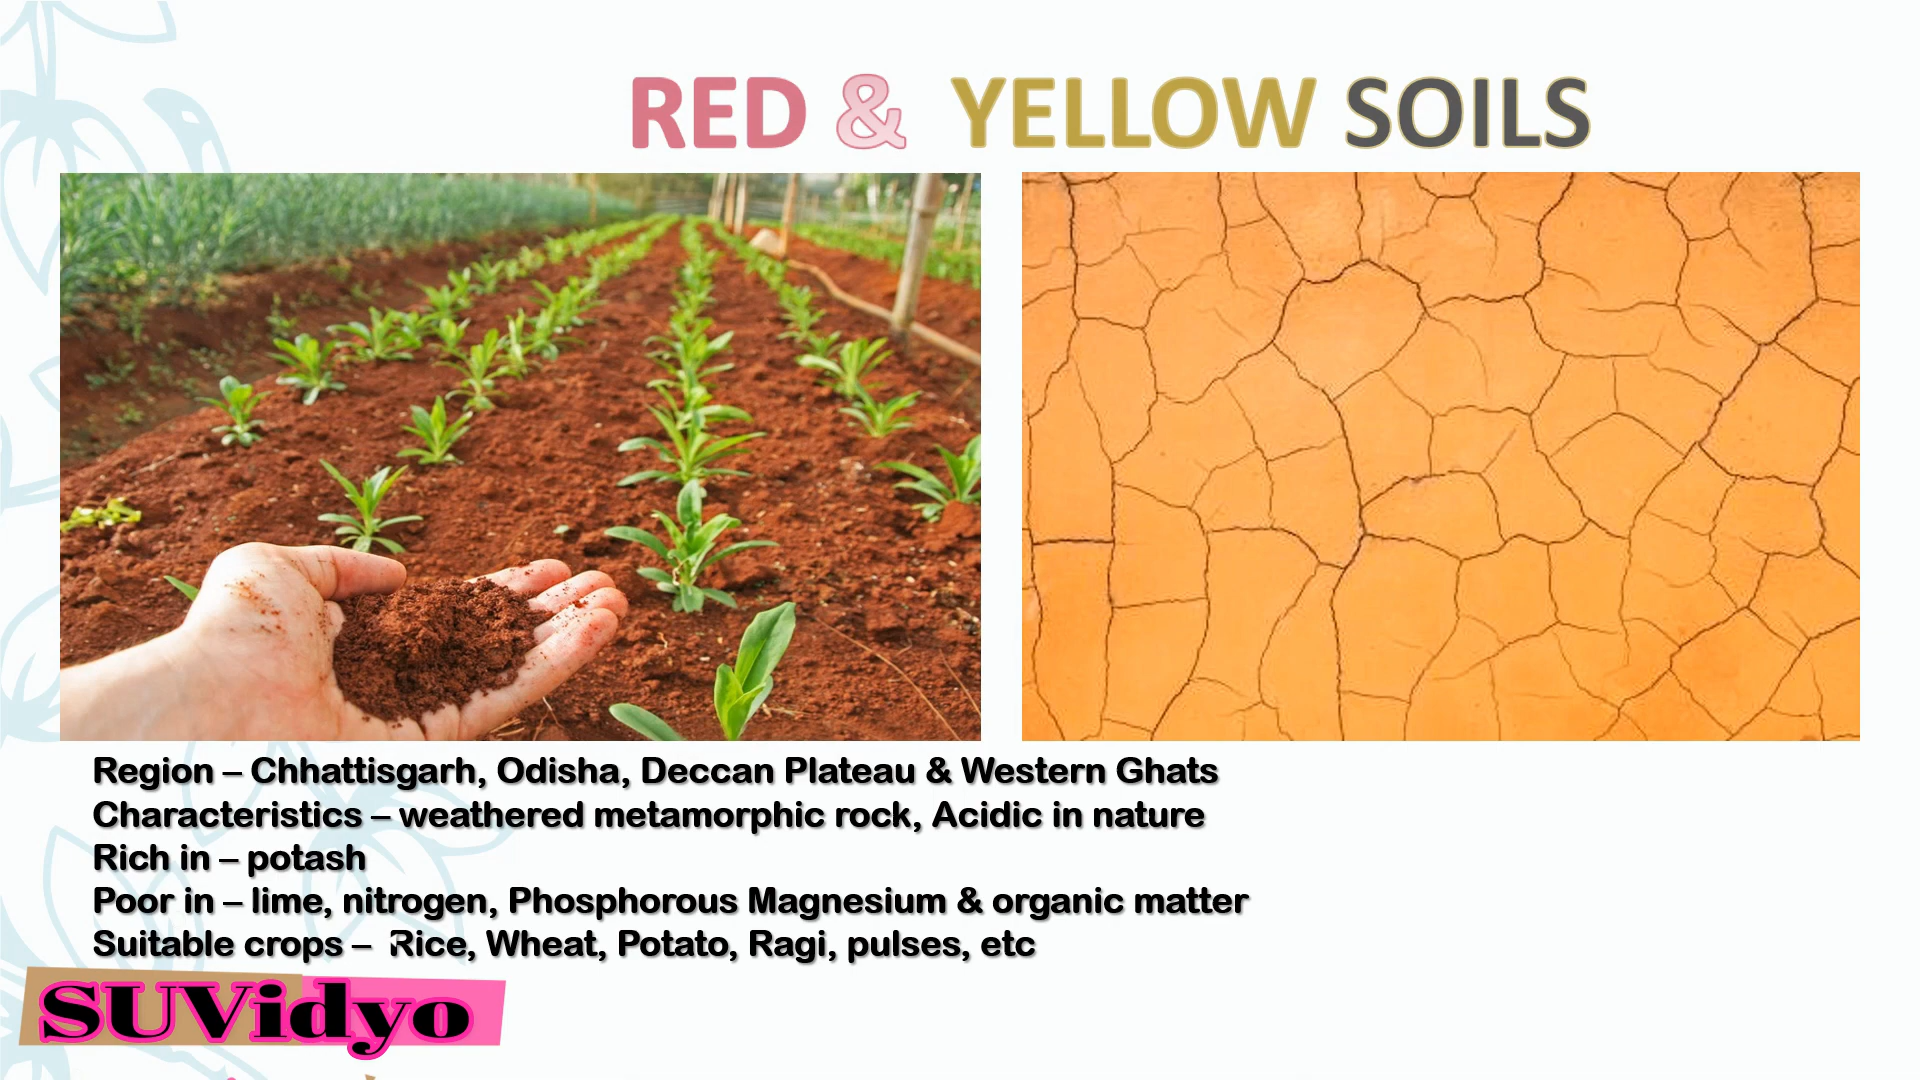 RED & YELLOW SOILS
Region – Chhattisgarh, Odisha, Deccan Plateau & Western Ghats
Characteristics – weathered metamorphic rock, Acidic in nature
Rich in – potash
Poor in – lime, nitrogen, Phosphorous Magnesium & organic matter
Suitable crops – Rice, Wheat, Potato, Ragi, pulses, etc
SUVidyo